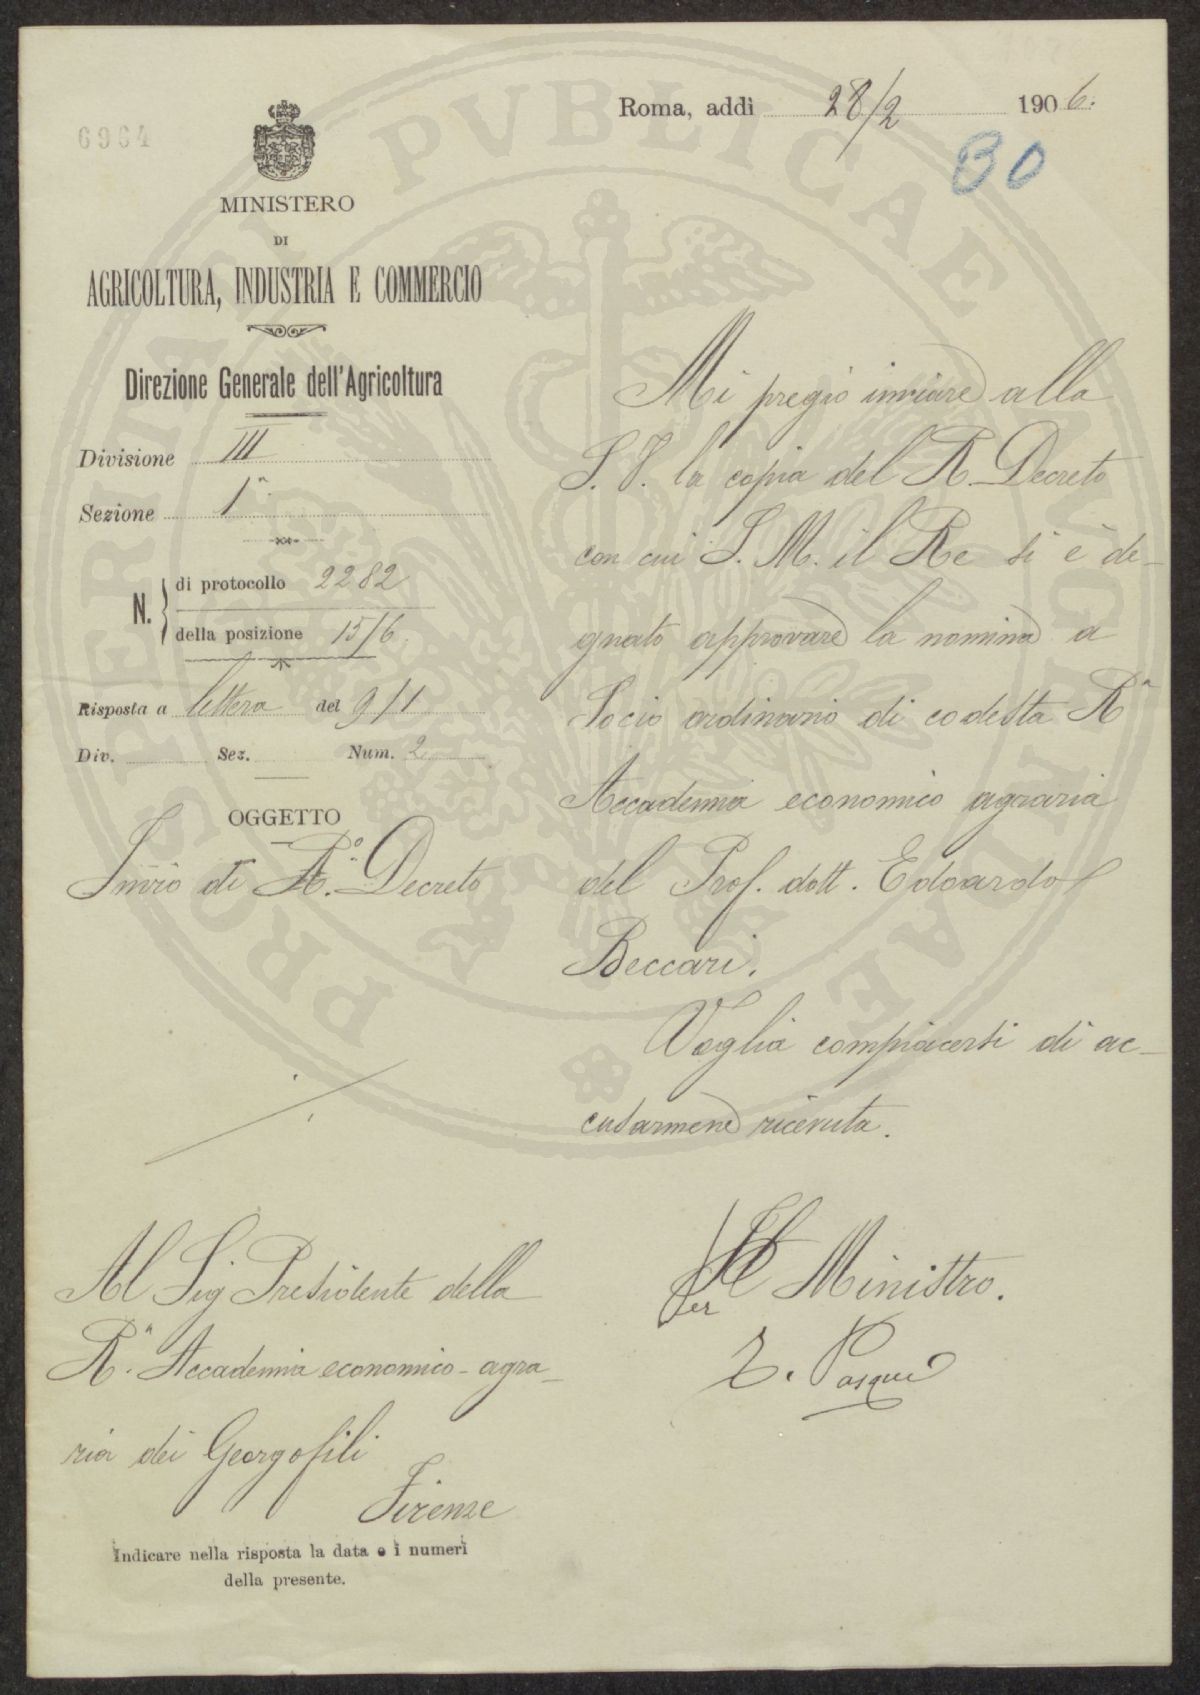 Roma, addì 28/2 1906.
30
6964
MINISTERO
DI
AGRICOLTURA, INDUSTRIA E COMMERCIO
Direzione Generale dell'Agricoltura
Divisione III
Sezione 1ª
N. di protocollo 2282
della posizione 15/6
Risposta a lettera del 9/1
Div. Sez. Num. 2
OGGETTO
Invio di R.º Decreto
Mi pregio inviare alla
S. V. la copia del R. Decreto
con cui S. M. il Re si è de-
gnato approvare la nomina a
Socio ordinario di codesta Rª
Accademia economico agraria
del Prof. dott. Edoardo
Beccari.
Voglia compiacersi di ac-
cusarmene ricevuta.
Per Il Ministro.
Al Sig Presidente della
R.ª Accademia economico-agra-
ria dei Georgofili
Firenze
Indicare nella risposta la data e i numeri
della presente.
PROSPERITATI PVBLICAE AVGENDAE
R. A.